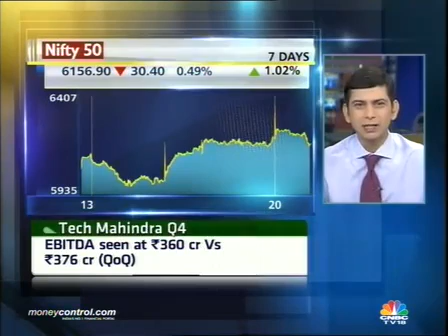 Nifty 50
7 DAYS
6156.90 30.40 0.49% 1.02%
6407
5935
13 20
Tech Mahindra Q4
EBITDA seen at ₹360 cr Vs
₹376 cr (QoQ)
moneycontrol.com
CNBC
TV18